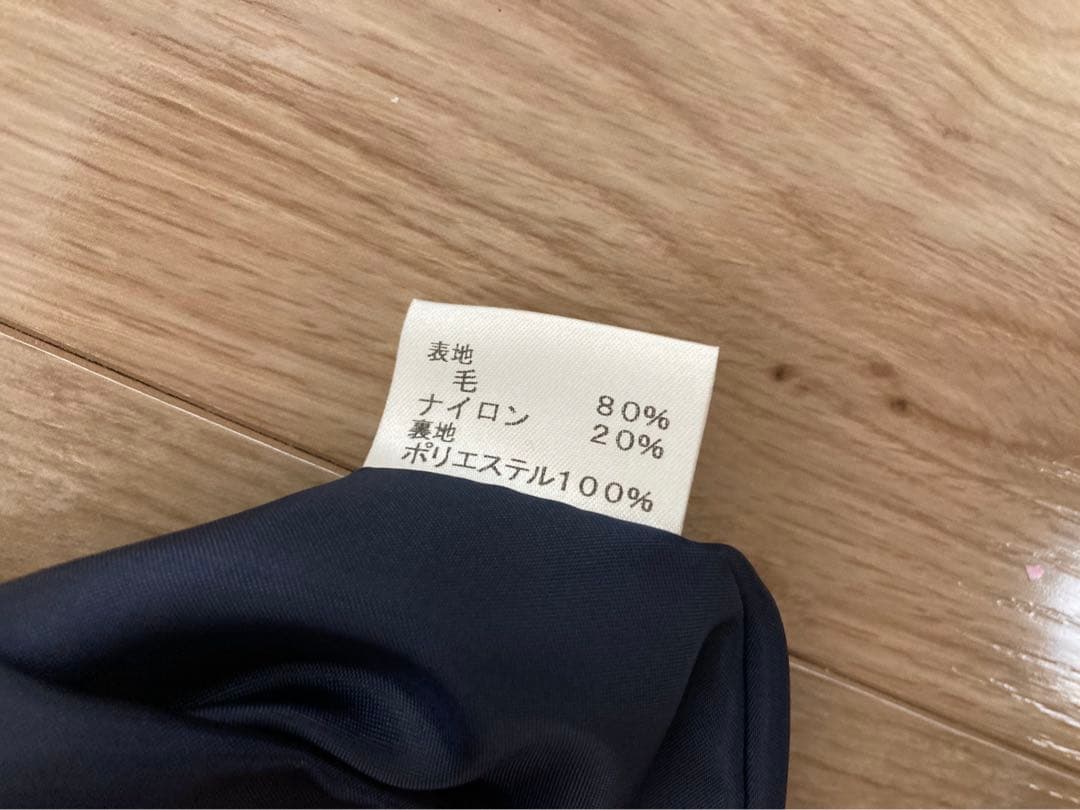 表地
毛 80%
ナイロン 20%
裏地
ポリエステル100%